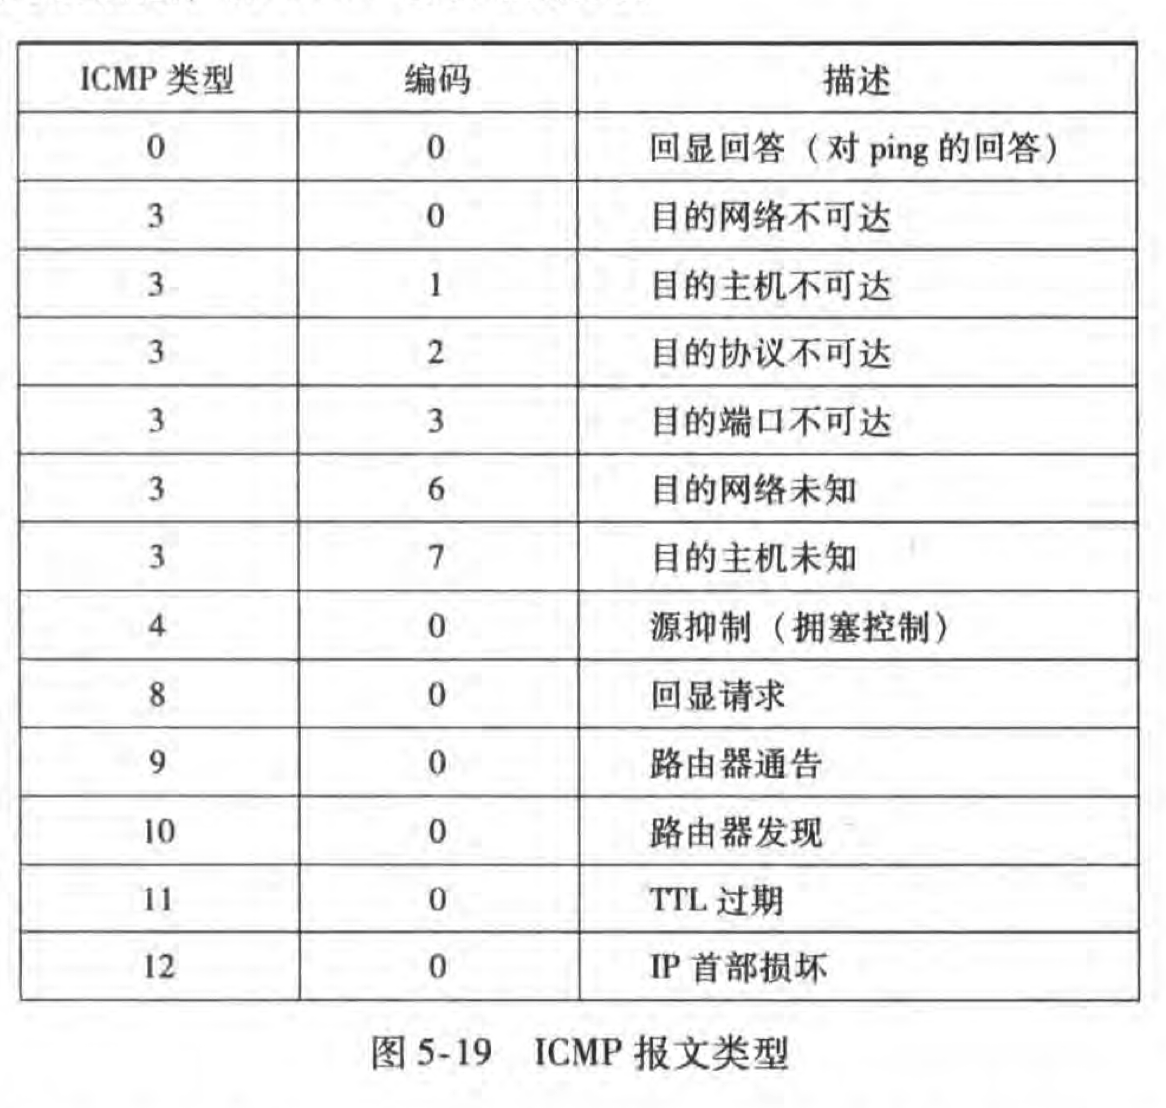 ICMP 类型 编码 描述
0 0 回显回答（对 ping 的回答）
3 0 目的网络不可达
3 1 目的主机不可达
3 2 目的协议不可达
3 3 目的端口不可达
3 6 目的网络未知
3 7 目的主机未知
4 0 源抑制（拥塞控制）
8 0 回显请求
9 0 路由器通告
10 0 路由器发现
11 0 TTL 过期
12 0 IP 首部损坏
图 5-19 ICMP 报文类型